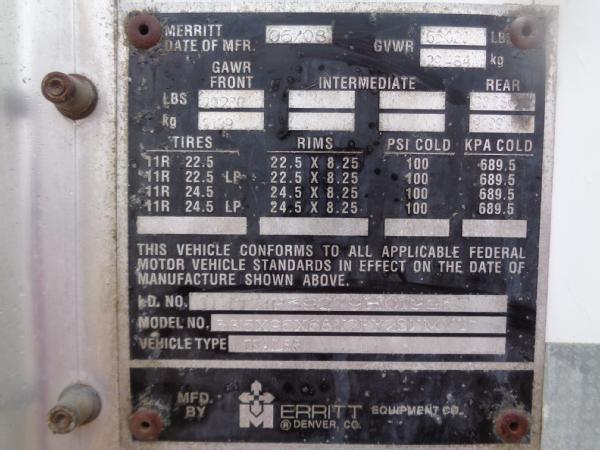 MERRITT
DATE OF MFR. 05/08 GVWR LBS
kg
GAWR
FRONT INTERMEDIATE REAR
LBS
kg
TIRES RIMS PSI COLD KPA COLD
11R 22.5 22.5 X 8.25 100 689.5
11R 22.5 LP 22.5 X 8.25 100 689.5
11R 24.5 24.5 X 8.25 100 689.5
11R 24.5 LP 24.5 X 8.25 100 689.5
THIS VEHICLE CONFORMS TO ALL APPLICABLE FEDERAL
MOTOR VEHICLE STANDARDS IN EFFECT ON THE DATE OF
MANUFACTURE SHOWN ABOVE.
I.D. NO.
MODEL NO.
VEHICLE TYPE TRAILER
MFD. BY MERRITT EQUIPMENT CO.
® DENVER, CO.